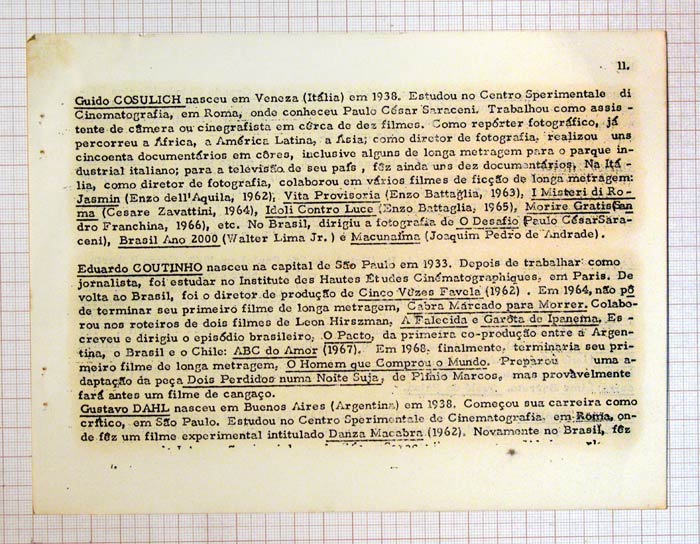 11.
Guido COSULICH nasceu em Veneza (Itália) em 1938. Estudou no Centro Sperimentale di
Cinematografia, em Roma, onde conheceu Paulo César Saraceni. Trabalhou como assis -
tente de câmera ou cinegrafista em cêrca de dez filmes. Como repórter fotográfico, já
percorreu a África, a América Latina, a Ásia; como diretor de fotografia, realizou uns
cincoenta documentários em côres, inclusive alguns de longa metragem para o parque in-
dustrial italiano; para a televisão de seu país , fêz ainda uns dez documentários. Na Itá-
lia, como diretor de fotografia, colaborou em vários filmes de ficção de longa metragem:
Jasmin (Enzo dell'Aquila, 1962); Vita Provisoria (Enzo Battaglia, 1963), I Misteri di Ro-
ma (Cesare Zavattini, 1964), Idoli Contro Luce (Enzo Battaglia, 1965), Morire Gratis(San
dro Franchina, 1966), etc. No Brasil, dirigiu a fotografia de O Desafio (Paulo CésarSara-
ceni), Brasil Ano 2000 (Walter Lima Jr. ) e Macunaíma (Joaquim Pedro de Andrade).
Eduardo COUTINHO nasceu na capital de São Paulo em 1933. Depois de trabalhar como
jornalista, foi estudar no Institute des Hautes Études Cinématographiques, em Paris. De
volta ao Brasil, foi o diretor de produção de Cinco Vêzes Favela (1962) . Em 1964, não pô
de terminar seu primeiro filme de longa metragem, Cabra Marcado para Morrer. Colabo-
rou nos roteiros de dois filmes de Leon Hirszman, A Falecida e Garôta de Ipanema. Es-
creveu e dirigiu o episódio brasileiro, O Pacto, da primeira co-produção entre a Argen-
tina, o Brasil e o Chile: ABC do Amor (1967). Em 1968, finalmente, terminaria seu pri-
meiro filme de longa metragem, O Homem que Comprou o Mundo. Preparou uma a-
daptação da peça Dois Perdidos numa Noite Suja, de Plínio Marcos, mas provàvelmente
fará antes um filme de cangaço.
Gustavo DAHL nasceu em Buenos Aires (Argentina) em 1938. Começou sua carreira como
crítico, em São Paulo. Estudou no Centro Sperimentale de Cinematografia, em Roma, on-
de fêz um filme experimental intitulado Danza Macabra (1962). Novamente no Brasil, fêz